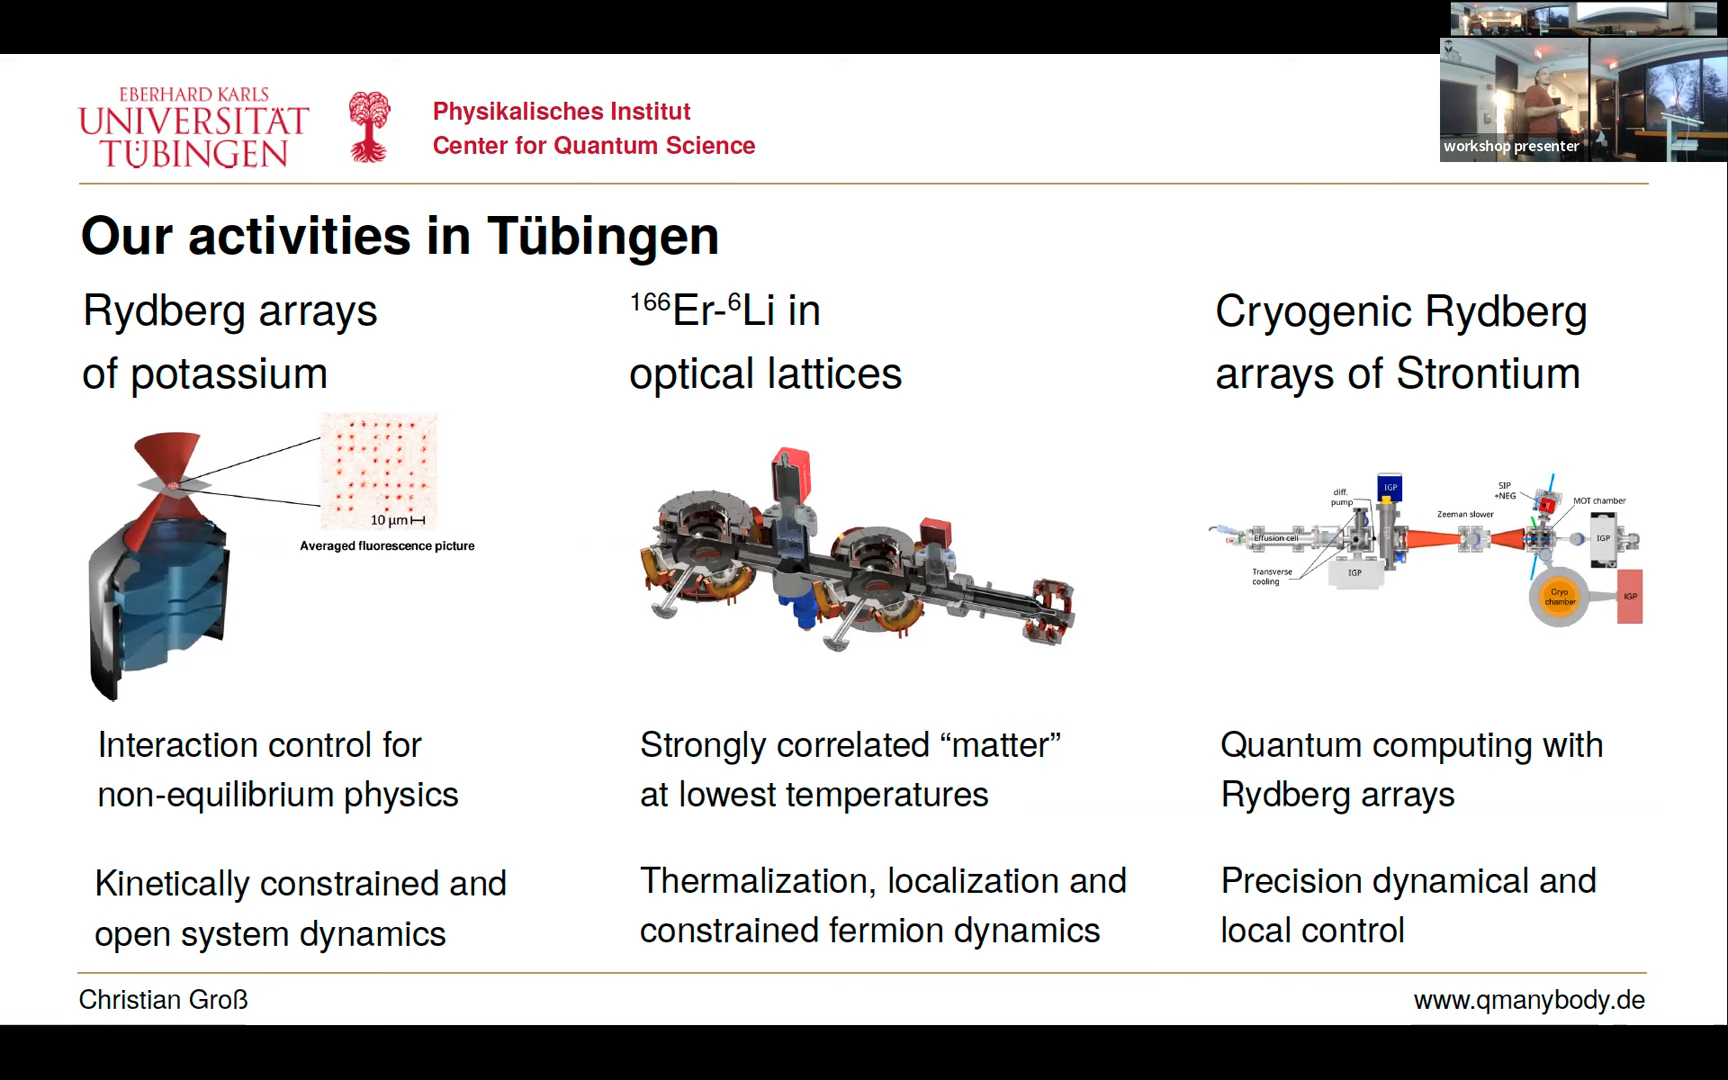 EBERHARD KARLS
UNIVERSITÄT
TÜBINGEN
Physikalisches Institut
Center for Quantum Science
workshop presenter
Our activities in Tübingen
Rydberg arrays
of potassium
10 µm
Averaged fluorescence picture
Interaction control for
non-equilibrium physics
Kinetically constrained and
open system dynamics
¹⁶⁶Er-⁶Li in
optical lattices
Strongly correlated “matter”
at lowest temperatures
Thermalization, localization and
constrained fermion dynamics
Cryogenic Rydberg
arrays of Strontium
diff.
pump
IGP
SIP
+NEG
MOT chamber
Zeeman slower
Effusion cell
IGP
Transverse
cooling
IGP
Cryo
chamber
IGP
Quantum computing with
Rydberg arrays
Precision dynamical and
local control
Christian Groß
www.qmanybody.de